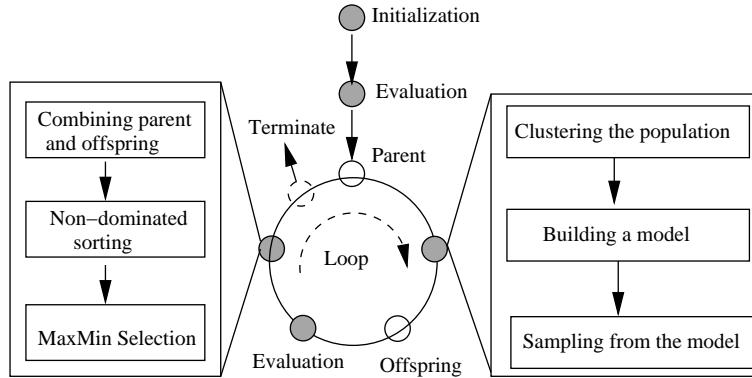 Initialization
Evaluation
Terminate
Parent
Combining parent
and offspring
Non−dominated
sorting
MaxMin Selection
Loop
Clustering the population
Building a model
Sampling from the model
Evaluation
Offspring